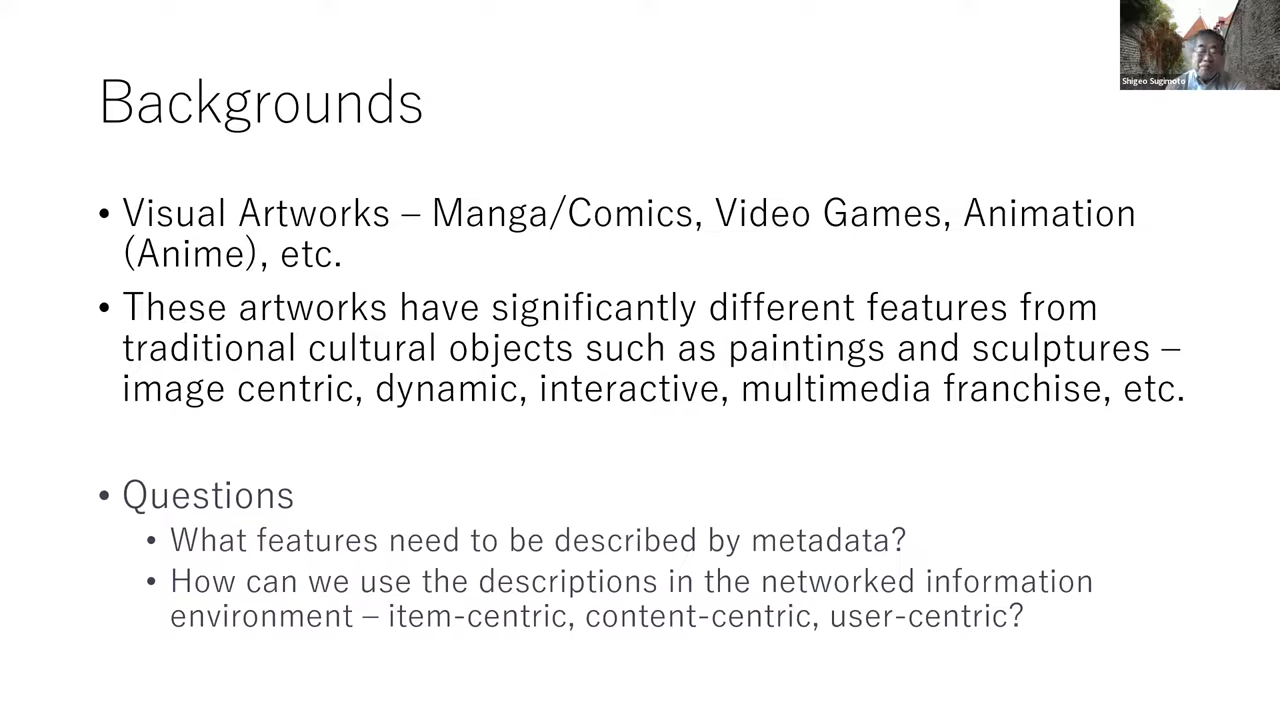 Shigeo Sugimoto
Backgrounds
• Visual Artworks – Manga/Comics, Video Games, Animation
(Anime), etc.
• These artworks have significantly different features from
traditional cultural objects such as paintings and sculptures –
image centric, dynamic, interactive, multimedia franchise, etc.
• Questions
• What features need to be described by metadata?
• How can we use the descriptions in the networked information
environment – item-centric, content-centric, user-centric?